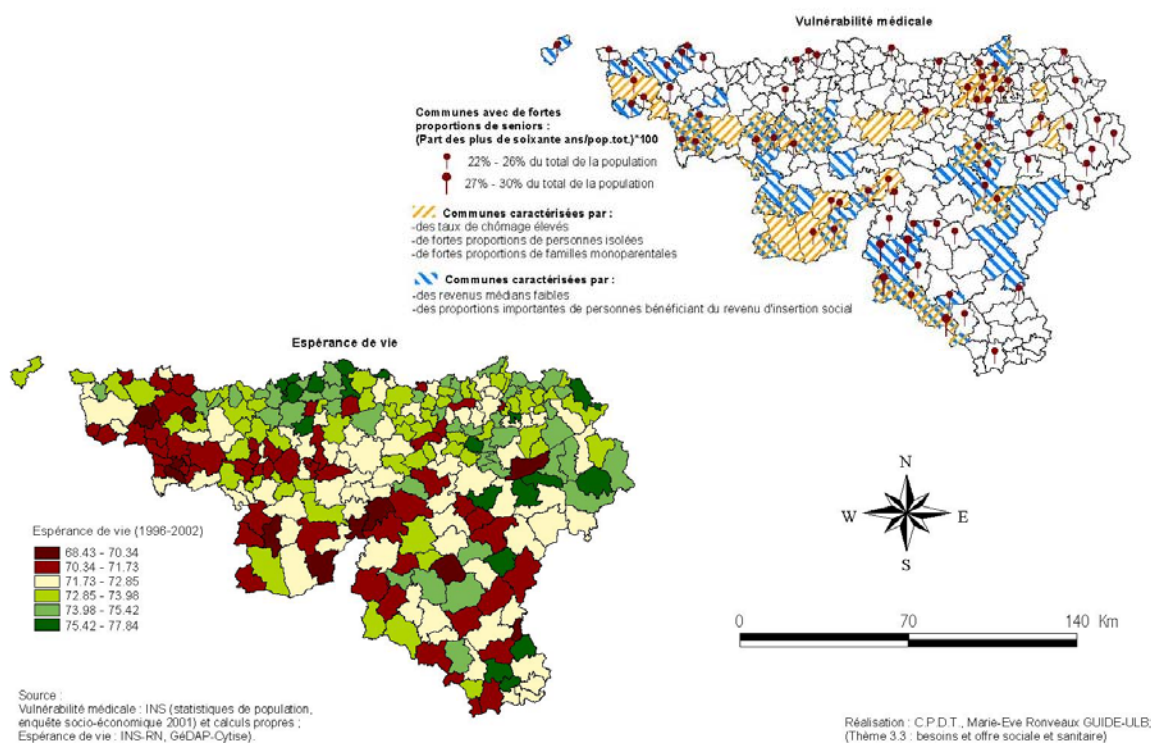 Vulnérabilité médicale
Communes avec de fortes
proportions de seniors :
(Part des plus de soixante ans/pop.tot.)*100
22% - 26% du total de la population
27% - 30% du total de la population
Communes caractérisées par :
-des taux de chômage élevés
-de fortes proportions de personnes isolées
-de fortes proportions de familles monoparentales
Communes caractérisées par :
-des revenus médians faibles
-des proportions importantes de personnes bénéficiant du revenu d'insertion social
Espérance de vie
Espérance de vie (1996-2002)
68.43 - 70.34
70.34 - 71.73
71.73 - 72.85
72.85 - 73.98
73.98 - 75.42
75.42 - 77.84
N
W E
S
0 70 140 Km
Source :
Vulnérabilité médicale : INS (statistiques de population,
enquête socio-économique 2001) et calculs propres ;
Espérance de vie : INS-RN, GéDAP-Cytise).
Réalisation : C.P.D.T., Marie-Eve Ronveaux GUIDE-ULB;
(Thème 3.3 : besoins et offre sociale et sanitaire)